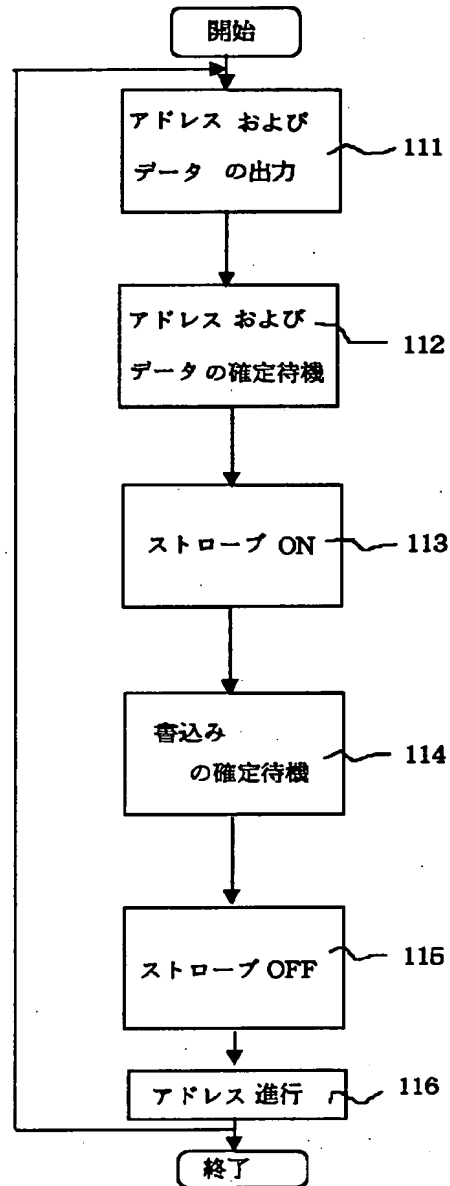 開始
アドレス および
データ の出力
111
アドレス および
データの確定待機
112
ストローブ ON
113
書込み
の確定待機
114
ストローブ OFF
115
アドレス 進行
116
終了